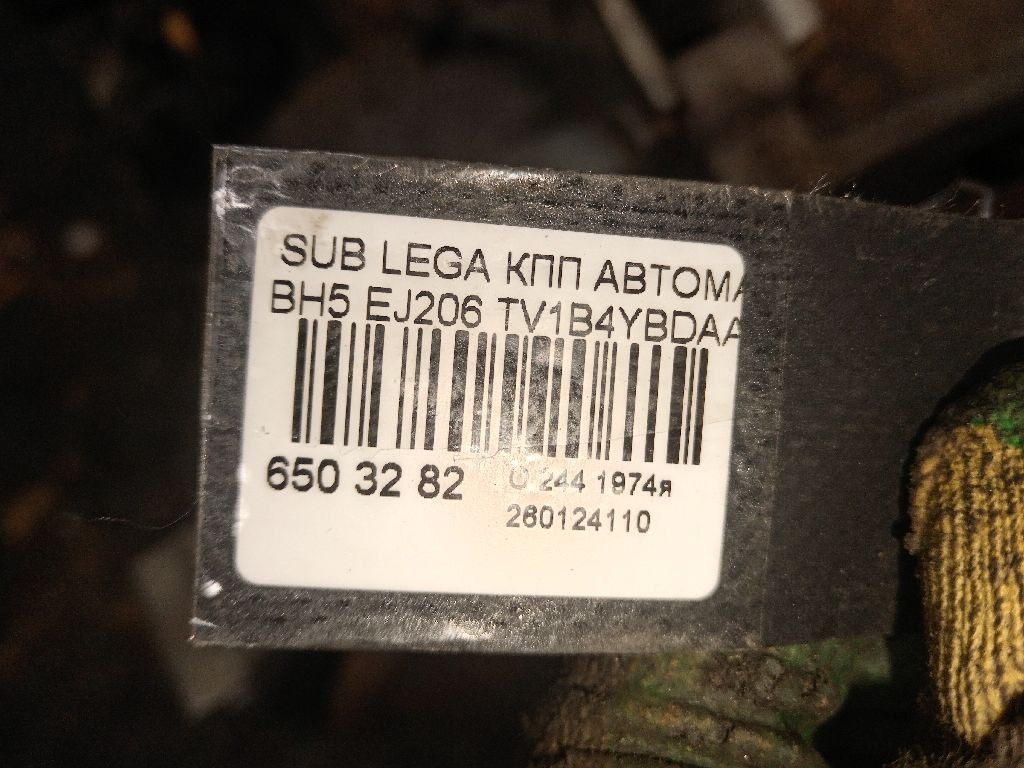 SUB LEGA КПП АВТОМА
BH5 EJ206 TV1B4YBDAA
650 32 82
244 1974я
260124110